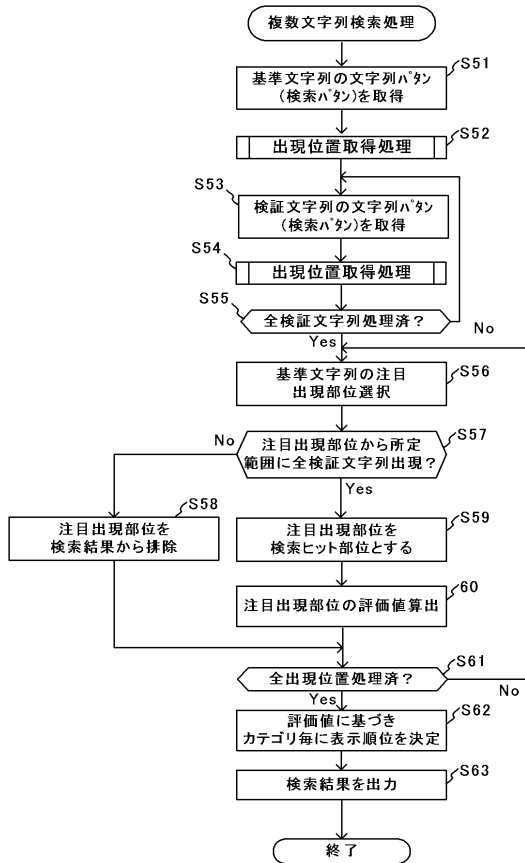 複数文字列検索処理
S51
基準文字列の文字列ﾊﾟﾀﾝ
(検索ﾊﾟﾀﾝ)を取得
S52
出現位置取得処理
S53
検証文字列の文字列ﾊﾟﾀﾝ
(検索ﾊﾟﾀﾝ)を取得
S54
出現位置取得処理
S55
全検証文字列処理済？
Yes
No
基準文字列の注目
出現部位選択
S56
No
S57
注目出現部位から所定
範囲に全検証文字列出現？
Yes
S58
注目出現部位を
検索結果から排除
S59
注目出現部位を
検索ヒット部位とする
60
注目出現部位の評価値算出
S61
全出現位置処理済？
Yes
No
S62
評価値に基づき
カテゴリ毎に表示順位を決定
S63
検索結果を出力
終了